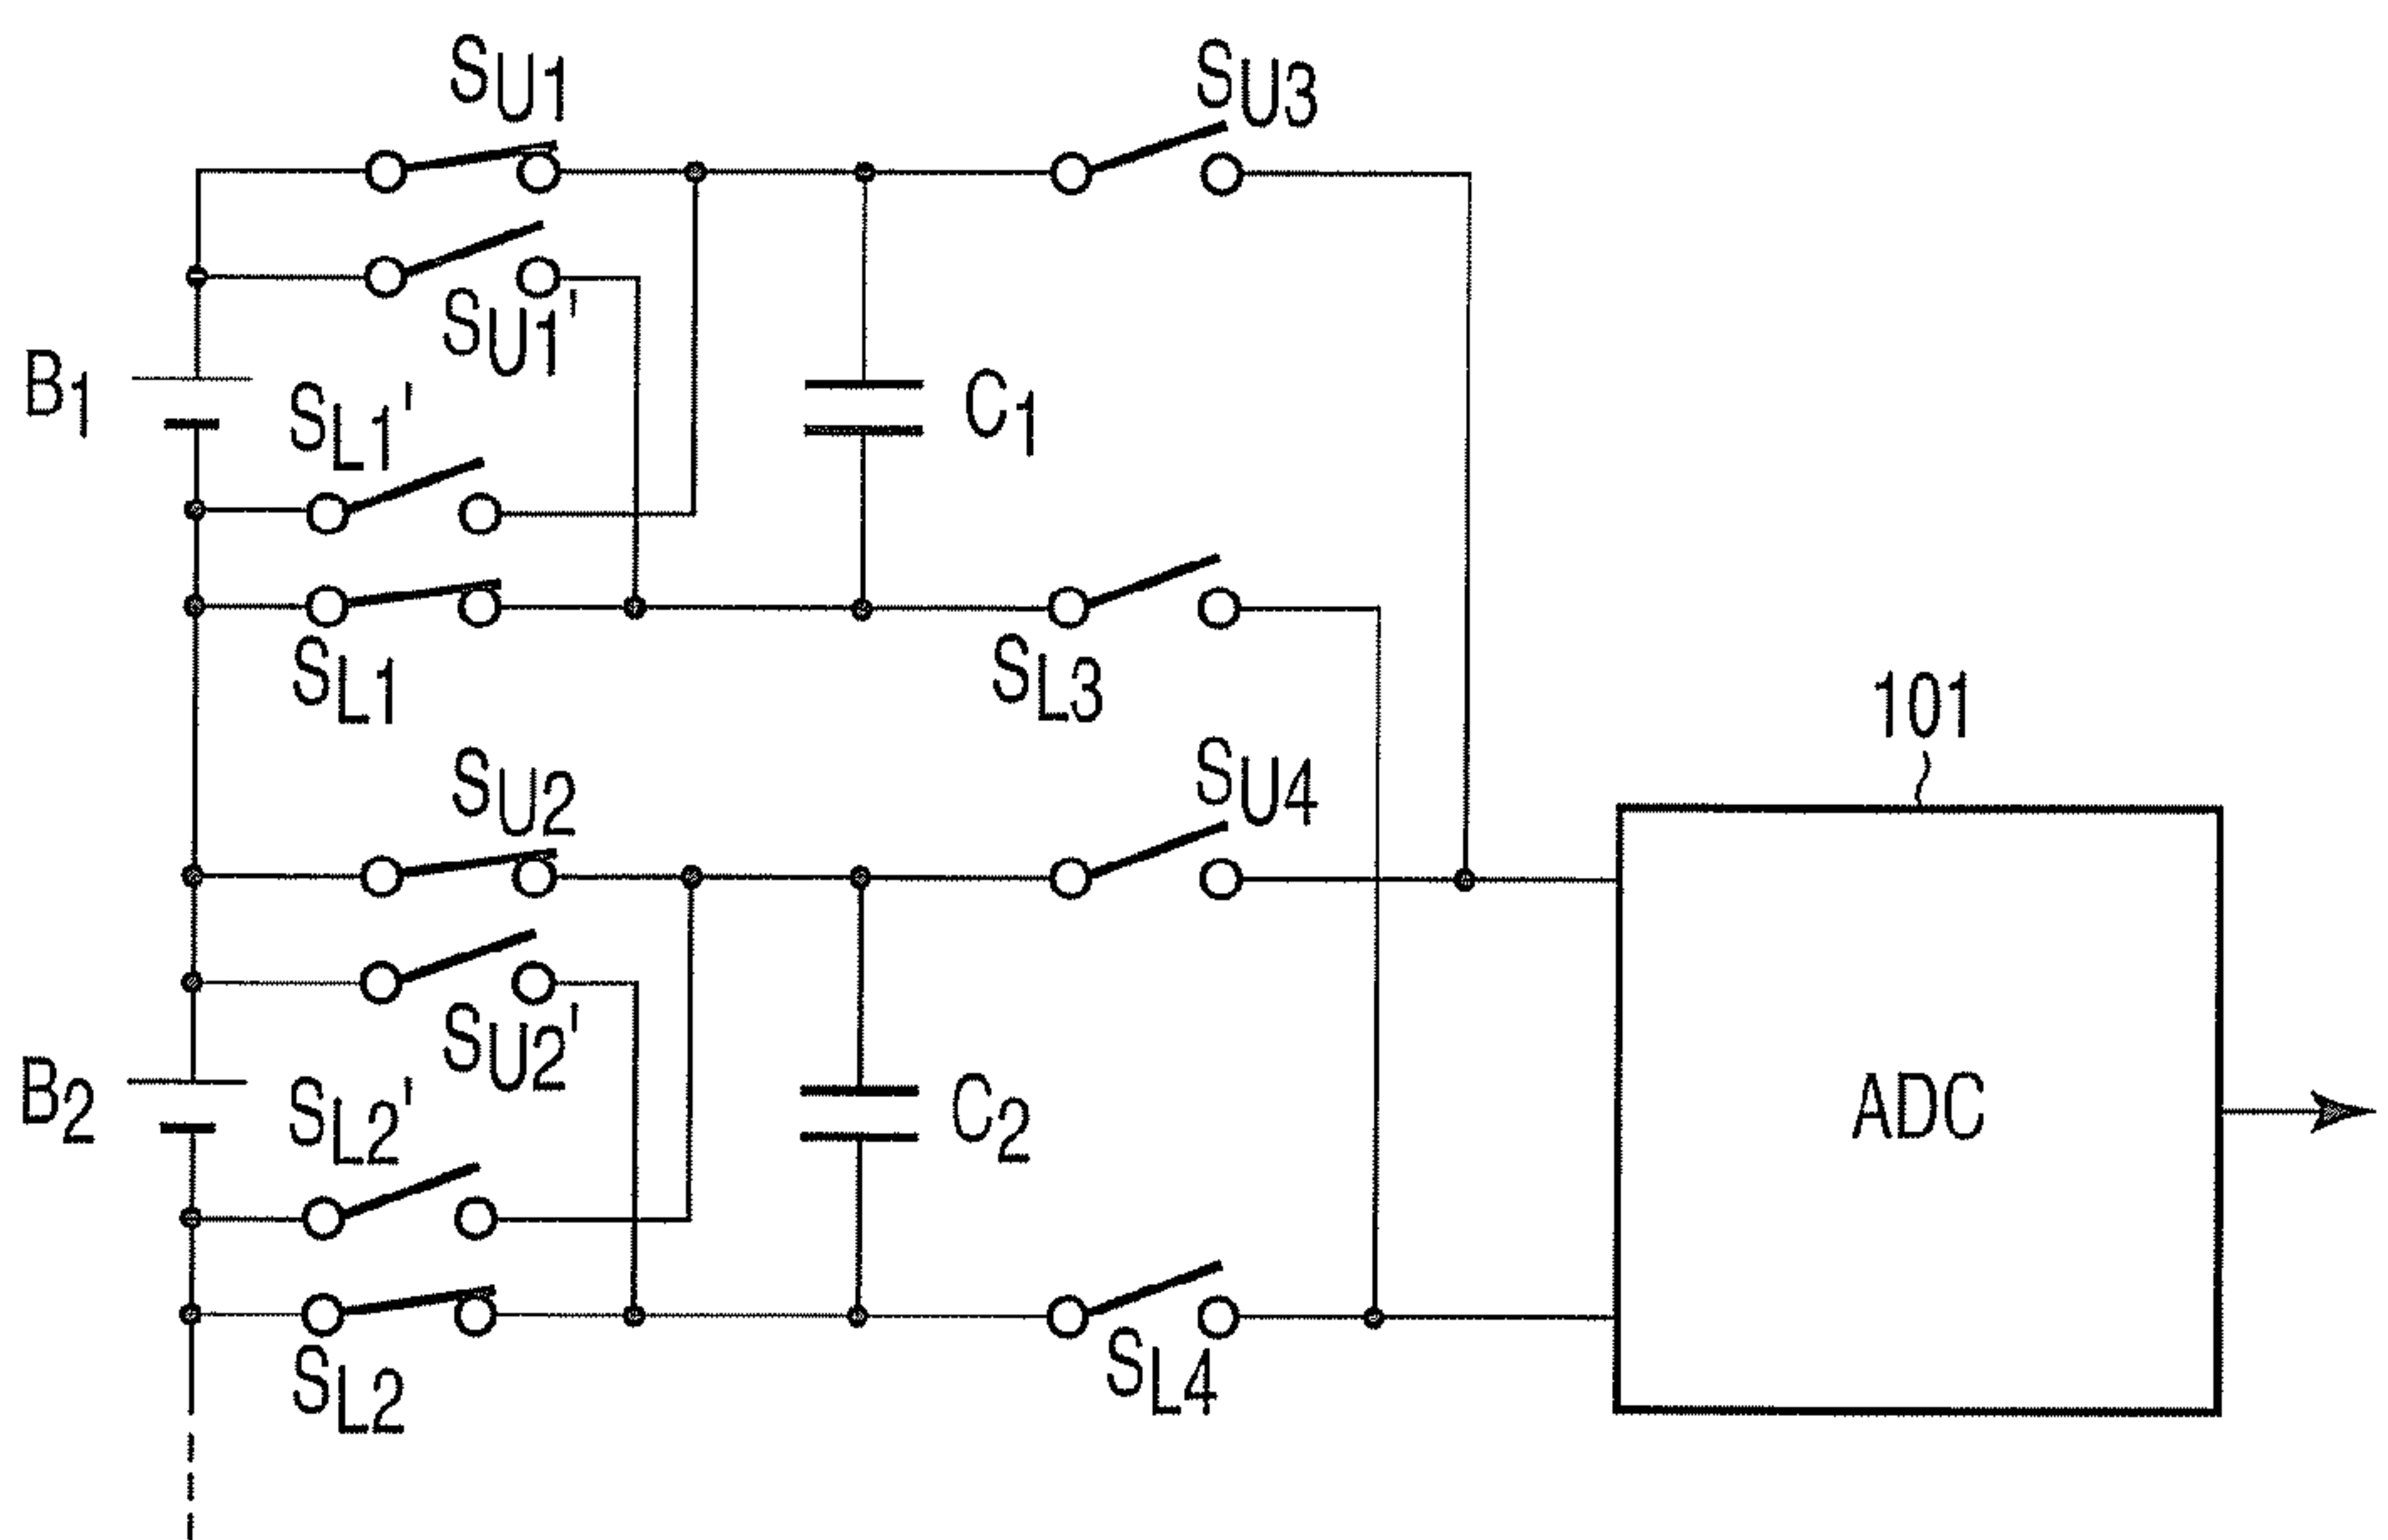 SU1
SU3
SU1'
B1
SL1'
C1
SL1
SL3
101
SU2
SU4
SU2'
B2
SL2'
C2
ADC
SL2
SL4